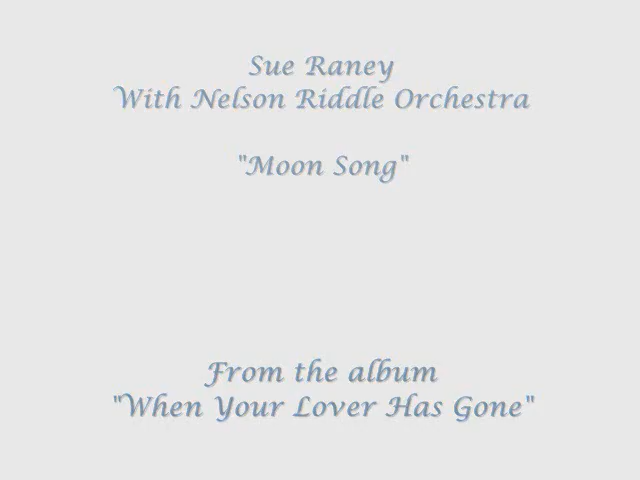 Sue Raney
With Nelson Riddle Orchestra
"Moon Song"
From the album
"When Your Lover Has Gone"